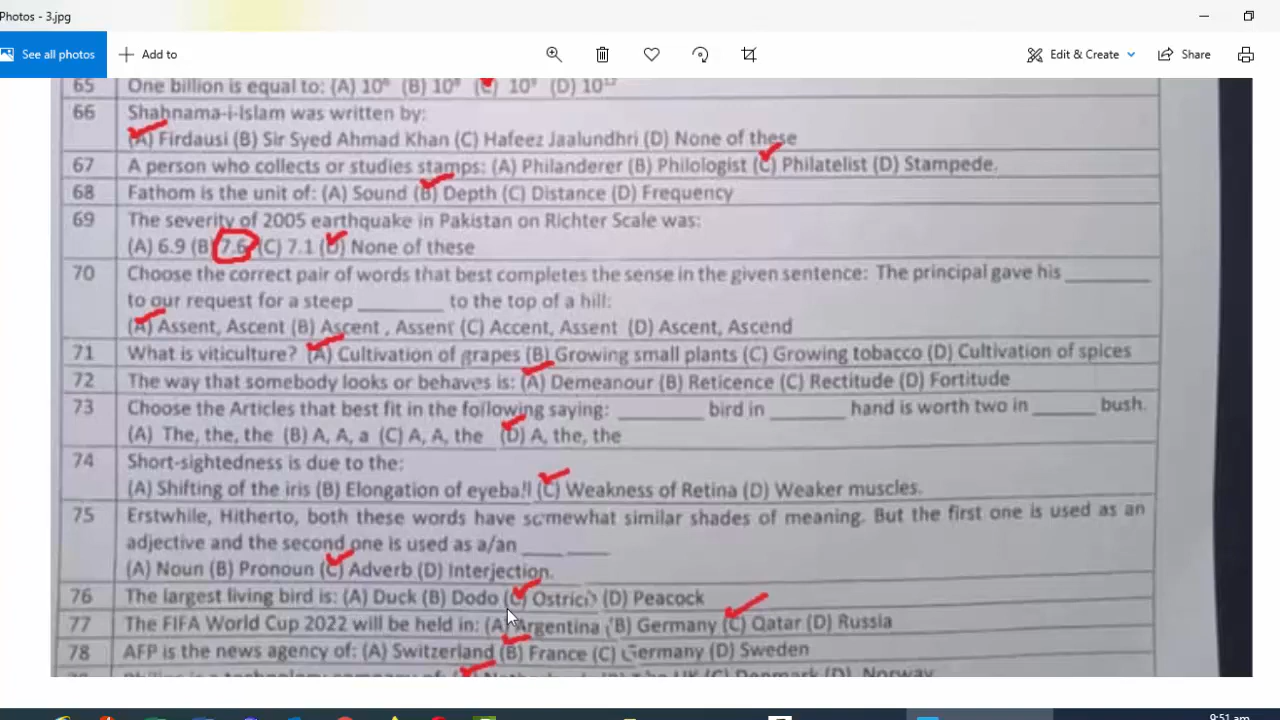 Photos - 3.jpg
See all photos
Add to
Edit & Create
Share
65 One billion is equal to: (A) 10⁶ (B) 10⁸ (C) 10⁹ (D) 10¹²
66 Shahnama-i-Islam was written by:
(A) Firdausi (B) Sir Syed Ahmad Khan (C) Hafeez Jaalundhri (D) None of these
67 A person who collects or studies stamps: (A) Philanderer (B) Philologist (C) Philatelist (D) Stampede.
68 Fathom is the unit of: (A) Sound (B) Depth (C) Distance (D) Frequency
69 The severity of 2005 earthquake in Pakistan on Richter Scale was:
(A) 6.9 (B) 7.6 (C) 7.1 (D) None of these
70 Choose the correct pair of words that best completes the sense in the given sentence: The principal gave his ________
to our request for a steep ________ to the top of a hill:
(A) Assent, Ascent (B) Ascent , Assent (C) Accent, Assent (D) Ascent, Ascend
71 What is viticulture? (A) Cultivation of grapes (B) Growing small plants (C) Growing tobacco (D) Cultivation of spices
72 The way that somebody looks or behaves is: (A) Demeanour (B) Reticence (C) Rectitude (D) Fortitude
73 Choose the Articles that best fit in the following saying: ________ bird in ________ hand is worth two in ______ bush.
(A) The, the, the (B) A, A, a (C) A, A, the (D) A, the, the
74 Short-sightedness is due to the:
(A) Shifting of the iris (B) Elongation of eyeball (C) Weakness of Retina (D) Weaker muscles.
75 Erstwhile, Hitherto, both these words have somewhat similar shades of meaning. But the first one is used as an
adjective and the second one is used as a/an ____ ____
(A) Noun (B) Pronoun (C) Adverb (D) Interjection.
76 The largest living bird is: (A) Duck (B) Dodo (C) Ostrich (D) Peacock
77 The FIFA World Cup 2022 will be held in: (A) Argentina (B) Germany (C) Qatar (D) Russia
78 AFP is the news agency of: (A) Switzerland (B) France (C) Germany (D) Sweden
is a technology company of: UK (C) Denmark (D) Norway
9:51 am